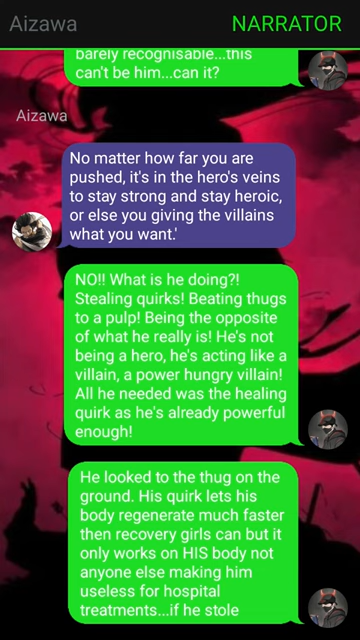 Aizawa NARRATOR
barely recognisable...this
can't be him...can it?
Aizawa
No matter how far you are
pushed, it's in the hero's veins
to stay strong and stay heroic,
or else you giving the villains
what you want.'
NO!! What is he doing?!
Stealing quirks! Beating thugs
to a pulp! Being the opposite
of what he really is! He's not
being a hero, he's acting like a
villain, a power hungry villain!
All he needed was the healing
quirk as he's already powerful
enough!
He looked to the thug on the
ground. His quirk lets his
body regenerate much faster
then recovery girls can but it
only works on HIS body not
anyone else making him
useless for hospital
treatments...if he stole